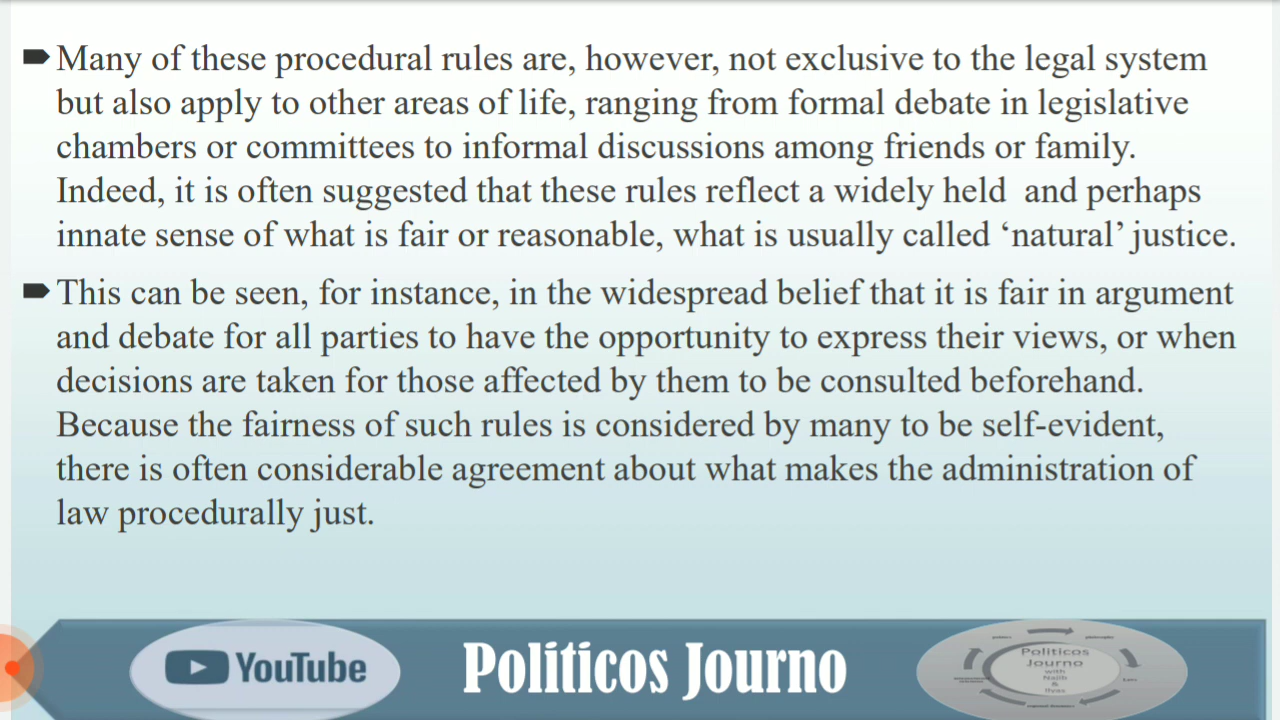 Many of these procedural rules are, however, not exclusive to the legal system
but also apply to other areas of life, ranging from formal debate in legislative
chambers or committees to informal discussions among friends or family.
Indeed, it is often suggested that these rules reflect a widely held and perhaps
innate sense of what is fair or reasonable, what is usually called ‘natural’ justice.
This can be seen, for instance, in the widespread belief that it is fair in argument
and debate for all parties to have the opportunity to express their views, or when
decisions are taken for those affected by them to be consulted beforehand.
Because the fairness of such rules is considered by many to be self-evident,
there is often considerable agreement about what makes the administration of
law procedurally just.
YouTube
Politicos Journo
Politicos
Journo
with
&